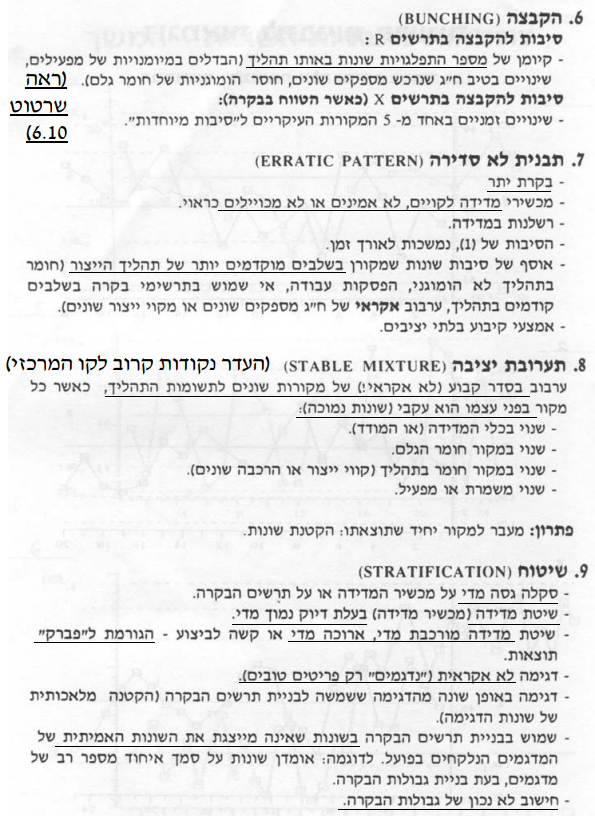 6. הקבצה (BUNCHING)
סיבות להקבצה בתרשים R :
- קיומן של מספר התפלגויות שונות באותו תהליך (הבדלים במיומנויות של מפעילים,
שינויים בטיב ח"ג שנרכש מספקים שונים, חוסר הומוגניות של חומר גלם).
סיבות להקבצה בתרשים X (כאשר הטווח בבקרה):
- שינויים זמניים באחד מ- 5 המקורות העיקריים ל"סיבות מיוחדות".
(ראה
שרטוט
6.10)
7. תבנית לא סדירה (ERRATIC PATTERN)
- בקרת יתר
- מכשירי מדידה לקויים, לא אמינים או לא מכויילים כראוי.
- רשלנות במדידה.
- הסיבות של (1), נמשכות לאורך זמן.
- אוסף של סיבות שונות שמקורן בשלבים מוקדמים יותר של תהליך הייצור (חומר
בתהליך לא הומוגני, הפסקות עבודה, אי שמוש בתרשימי בקרה בשלבים
קודמים בתהליך, ערבוב אקראי של ח"ג מספקים שונים או מקרי ייצור שונים).
- אמצעי קיבוע בלתי יציבים.
8. תערובת יציבה (STABLE MIXTURE) (העדר נקודות קרוב לקו המרכזי)
ערבוב בסדר קבוע (לא אקראי!) של מקורות שונים לתשומות התהליך, כאשר כל
מקור בפני עצמו הוא עקבי (שונות נמוכה):
- שנוי בכלי המדידה (או המודד).
- שנוי במקור חומר הגלם.
- שנוי במקור חומר בתהליך (קווי ייצור או הרכבה שונים).
- שנוי משמרת או מפעיל.
פתרון: מעבר למקור יחיד שתוצאתו: הקטנת שונות.
9. שיטוח (STRATIFICATION)
- סקלה גסה מדי על מכשיר המדידה או על תרשים הבקרה.
- שיטת מדידה (מכשיר מדידה) בעלת דיוק נמוך מדי.
- שיטת מדידה מורכבת מדי, ארוכה מדי או קשה לביצוע - הגורמת ל"פברק"
תוצאות.
- דגימה לא אקראית ("נדגמים" רק פריטים טובים).
- דגימה באופן שונה מהדגימה ששמשה לבניית תרשים הבקרה (הקטנה מלאכותית
של שונות הדגימה).
- שמוש בבניית תרשים הבקרה בשונות שאינה מייצגת את השונות האמיתית של
המדגמים הנלקחים בפועל. לדוגמה: אומדן שונות על סמך איחוד מספר רב של
מדגמים, בעת בניית גבולות הבקרה.
- חישוב לא נכון של גבולות הבקרה.